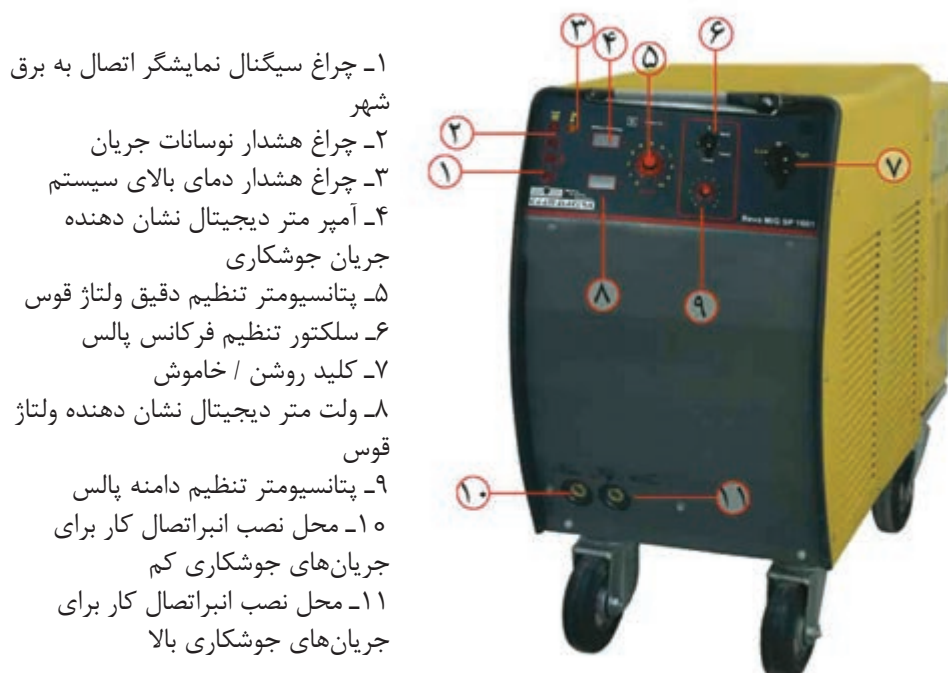 ۱ـ چراغ سیگنال نمایشگر اتصال به برق
شهر
۲ـ چراغ هشدار نوسانات جریان
۳ـ چراغ هشدار دمای بالای سیستم
۴ـ آمپر متر دیجیتال نشان دهنده
جریان جوشکاری
۵ـ پتانسیومتر تنظیم دقیق ولتاژ قوس
۶ـ سلکتور تنظیم فرکانس پالس
۷ـ کلید روشن / خاموش
۸ـ ولت متر دیجیتال نشان دهنده ولتاژ
قوس
۹ـ پتانسیومتر تنظیم دامنه پالس
۱۰ـ محل نصب انبراتصال کار برای
جریان‌های جوشکاری کم
۱۱ـ محل نصب انبراتصال کار برای
جریان‌های جوشکاری بالا
۳
۴
۵
۶
۲
۱
۷
۸
۹
۱۰
۱۱
MIG SP 1601